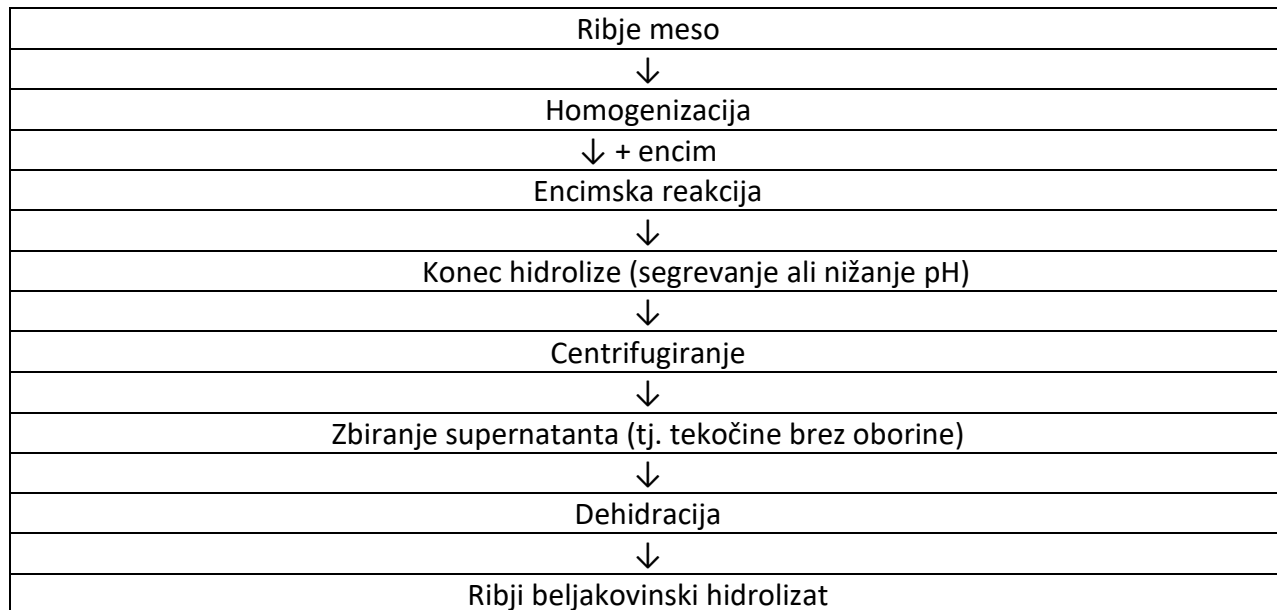 Ribje meso
↓
Homogenizacija
↓ + encim
Encimska reakcija
↓
Konec hidrolize (segrevanje ali nižanje pH)
↓
Centrifugiranje
↓
Zbiranje supernatanta (tj. tekočine brez oborine)
↓
Dehidracija
↓
Ribji beljakovinski hidrolizat